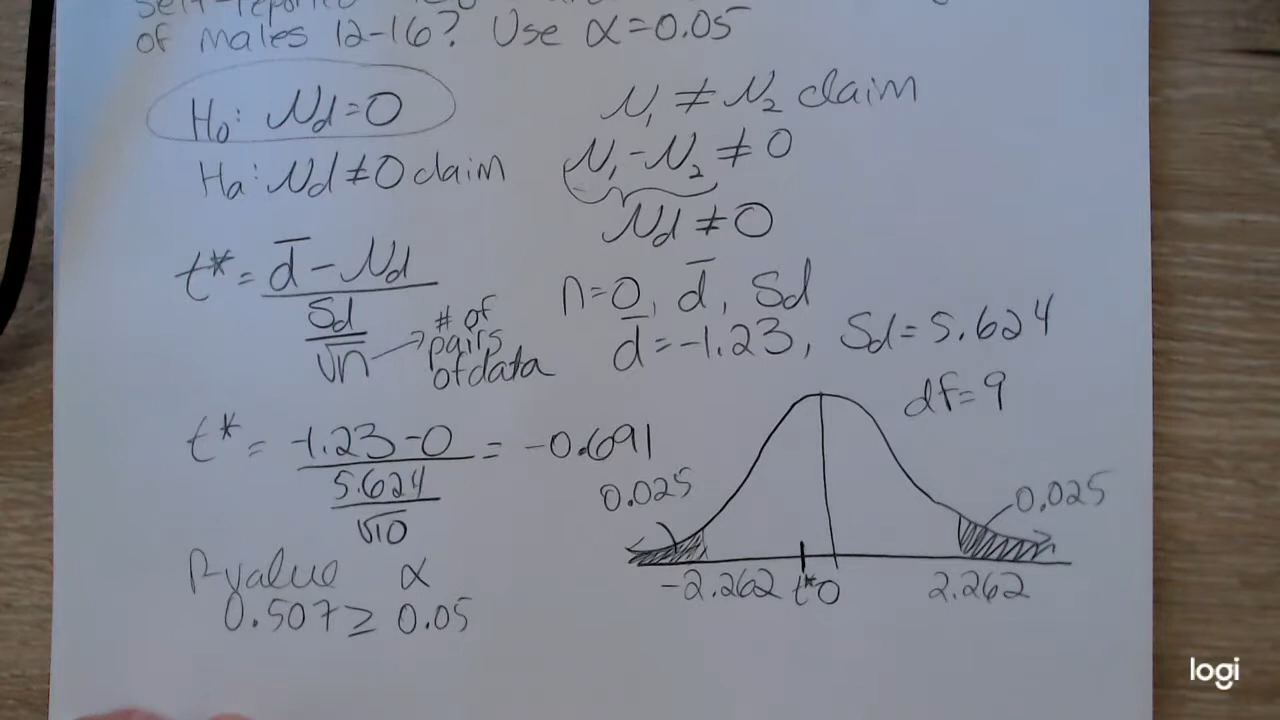 self-reported
of males 12-16? Use α=0.05
H₀: μd=0
Ha: μd≠0 claim
μ₁ ≠ μ₂ claim
μ₁-μ₂ ≠ 0
μd ≠ 0
t* = d̄ - μd / (Sd / √n) → # of pairs of data
n=0, d̄, Sd
d̄ = -1.23, Sd = 5.624
df=9
t* = -1.23-0 / (5.624 / √10) = -0.691
0.025
0.025
-2.262 t* 0 2.262
P-value α
0.507 ≥ 0.05
logi